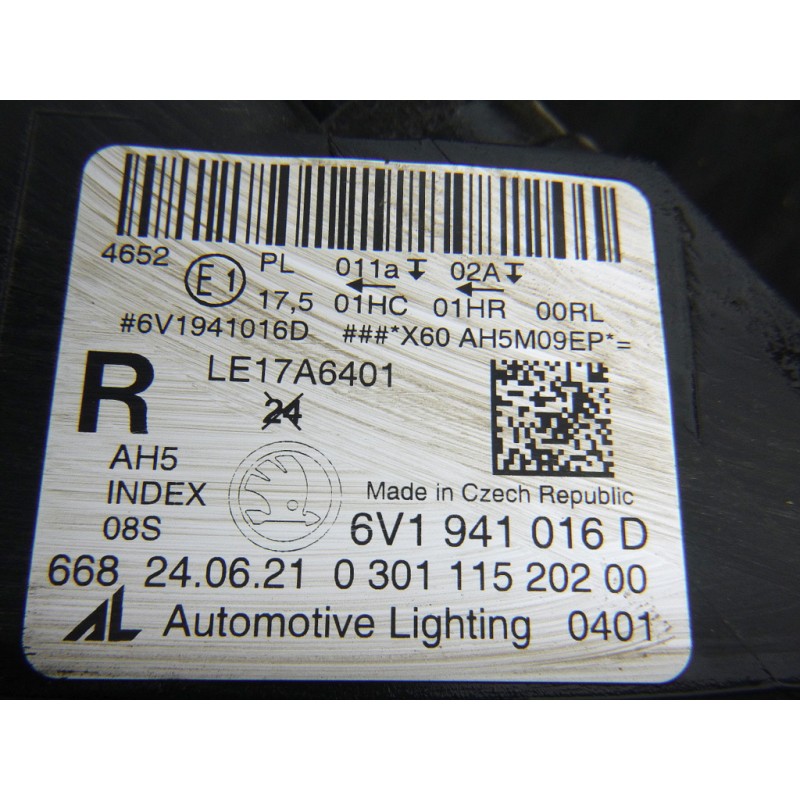 4652 E1 PL 011a 02A
17,5 01HC 01HR 00RL
#6V1941016D ###*X60 AH5M09EP*=
R LE17A6401
24
AH5
INDEX Made in Czech Republic
08S 6V1 941 016 D
668 24.06.21 0 301 115 202 00
AL Automotive Lighting 0401